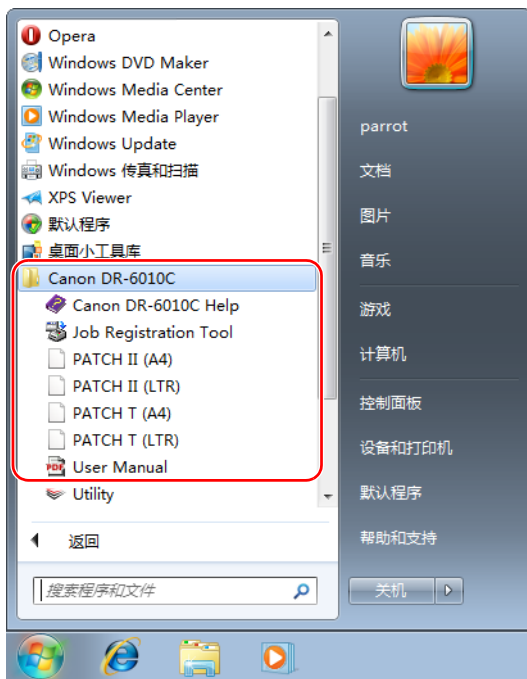 Opera
Windows DVD Maker
Windows Media Center
Windows Media Player
Windows Update
Windows 传真和扫描
XPS Viewer
默认程序
桌面小工具库
Canon DR-6010C
Canon DR-6010C Help
Job Registration Tool
PATCH II (A4)
PATCH II (LTR)
PATCH T (A4)
PATCH T (LTR)
User Manual
Utility
返回
搜索程序和文件
parrot
文档
图片
音乐
游戏
计算机
控制面板
设备和打印机
默认程序
帮助和支持
关机